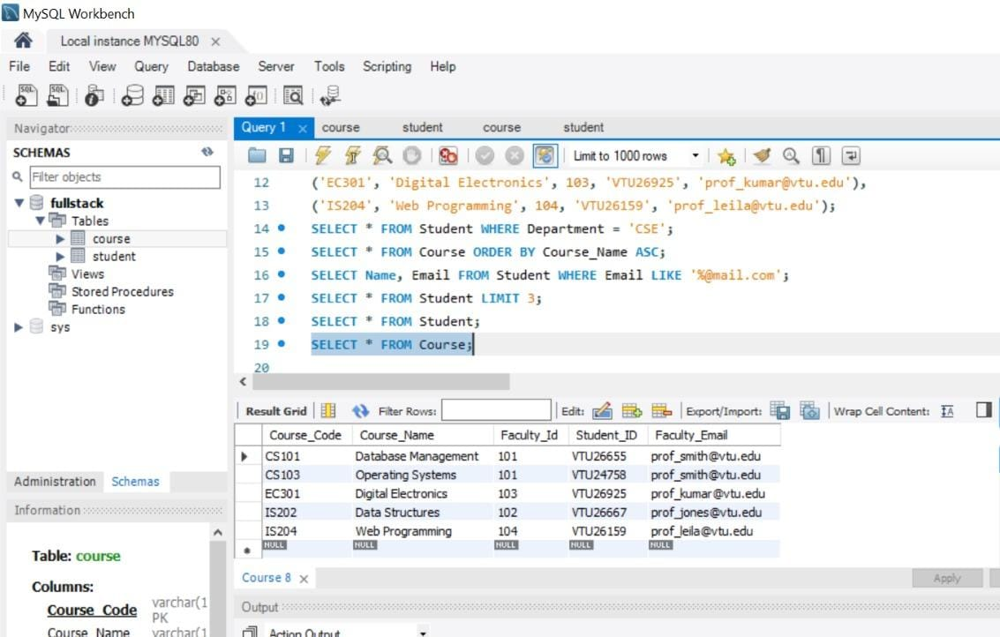 MySQL Workbench
Local instance MYSQL80
File Edit View Query Database Server Tools Scripting Help
Navigator
SCHEMAS
Filter objects
fullstack
Tables
course
student
Views
Stored Procedures
Functions
sys
Administration Schemas
Information
Table: course
Columns:
Course_Code varchar(1
PK
Course_Name varchar(1
Query 1 course student course student
Limit to 1000 rows
12 ('EC301', 'Digital Electronics', 103, 'VTU26925', 'prof_kumar@vtu.edu'),
13 ('IS204', 'Web Programming', 104, 'VTU26159', 'prof_leila@vtu.edu');
14 SELECT * FROM Student WHERE Department = 'CSE';
15 SELECT * FROM Course ORDER BY Course_Name ASC;
16 SELECT Name, Email FROM Student WHERE Email LIKE '%@mail.com';
17 SELECT * FROM Student LIMIT 3;
18 SELECT * FROM Student;
19 SELECT * FROM Course;
20
Result Grid Filter Rows: Edit: Export/Import: Wrap Cell Content:
Course_Code Course_Name Faculty_Id Student_ID Faculty_Email
CS101 Database Management 101 VTU26655 prof_smith@vtu.edu
CS103 Operating Systems 101 VTU24758 prof_smith@vtu.edu
EC301 Digital Electronics 103 VTU26925 prof_kumar@vtu.edu
IS202 Data Structures 102 VTU26667 prof_jones@vtu.edu
IS204 Web Programming 104 VTU26159 prof_leila@vtu.edu
NULL NULL NULL NULL NULL
Course 8
Apply
Output
Action Output